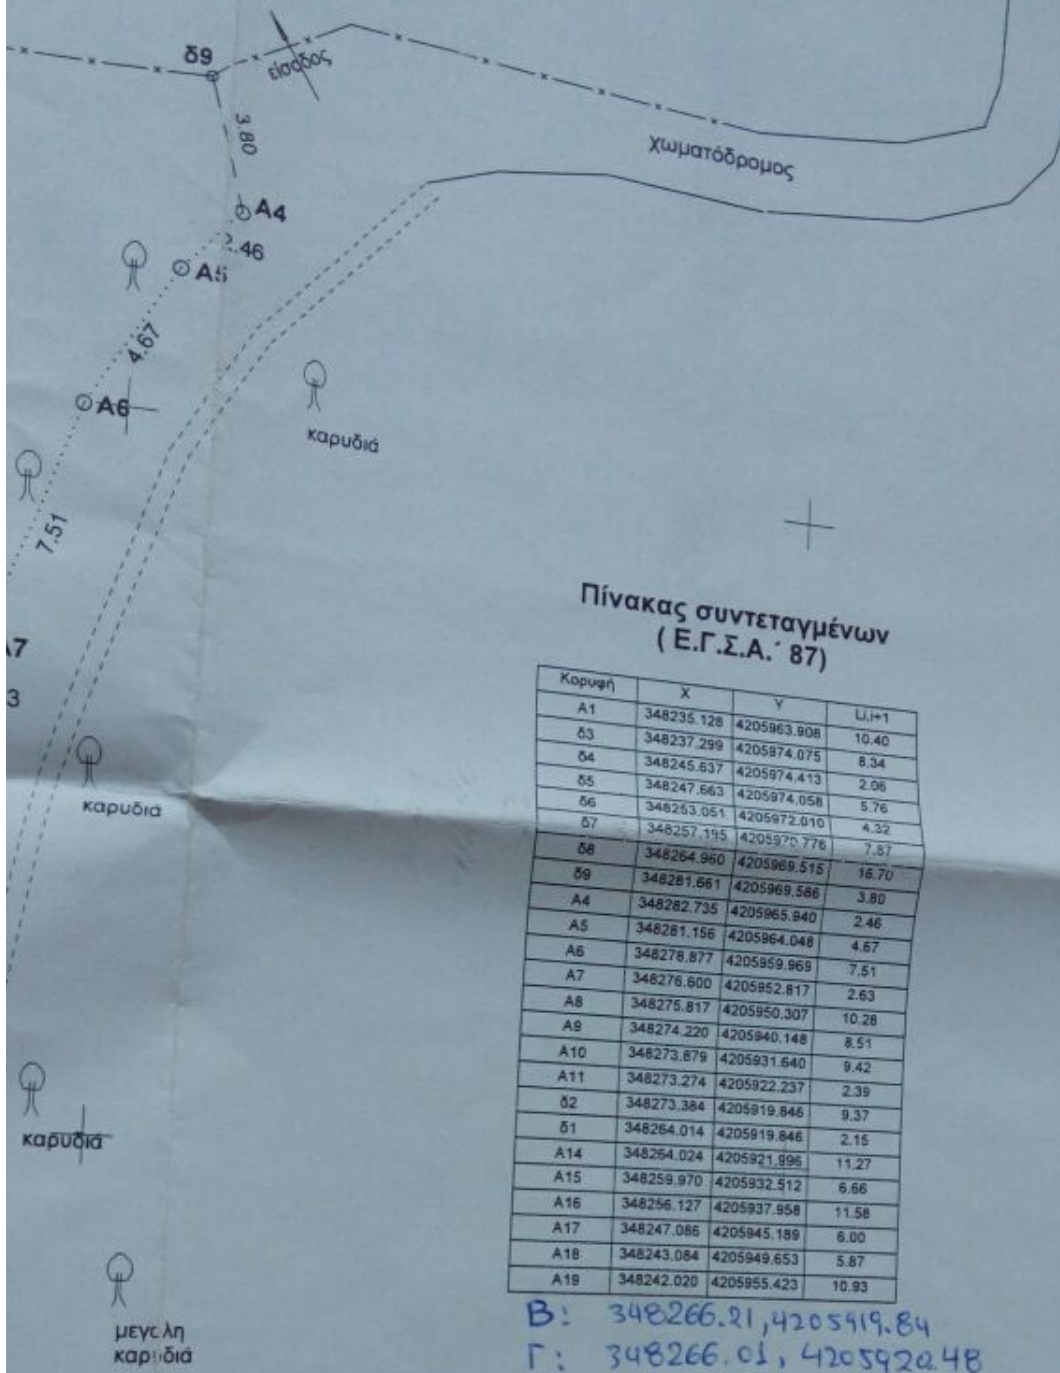 δ9
είσοδος
3.80
χωματόδρομος
A4
2.46
A5
4.67
A6
καρυδιά
7.51
Πίνακας συντεταγμένων
( Ε.Γ.Σ.Α.΄ 87)
A7
3
Κορυφή X Y Li,i+1
A1 348235.128 4205963.908 10.40
δ3 348237.299 4205974.075 8.34
δ4 348245.637 4205974.413 2.06
δ5 348247.663 4205974.058 5.76
δ6 348253.051 4205972.010 4.32
δ7 348257.195 4205970.776 7.87
δ8 348264.960 4205969.515 16.70
δ9 348281.661 4205969.586 3.80
A4 348282.735 4205965.940 2.46
A5 348281.156 4205964.048 4.67
A6 348278.877 4205959.969 7.51
A7 348276.600 4205952.817 2.63
A8 348275.817 4205950.307 10.28
A9 348274.220 4205940.148 8.51
A10 348273.879 4205931.640 9.42
A11 348273.274 4205922.237 2.39
δ2 348273.384 4205919.846 9.37
δ1 348264.014 4205919.846 2.15
A14 348264.024 4205921.996 11.27
A15 348259.970 4205932.512 6.66
A16 348256.127 4205937.958 11.58
A17 348247.086 4205945.189 6.00
A18 348243.084 4205949.653 5.87
A19 348242.020 4205955.423 10.93
καρυδιά
καρυδιά
μεγάλη
καρυδιά
Β: 348266.21, 4205919.84
Γ: 348266.01, 4205920.48